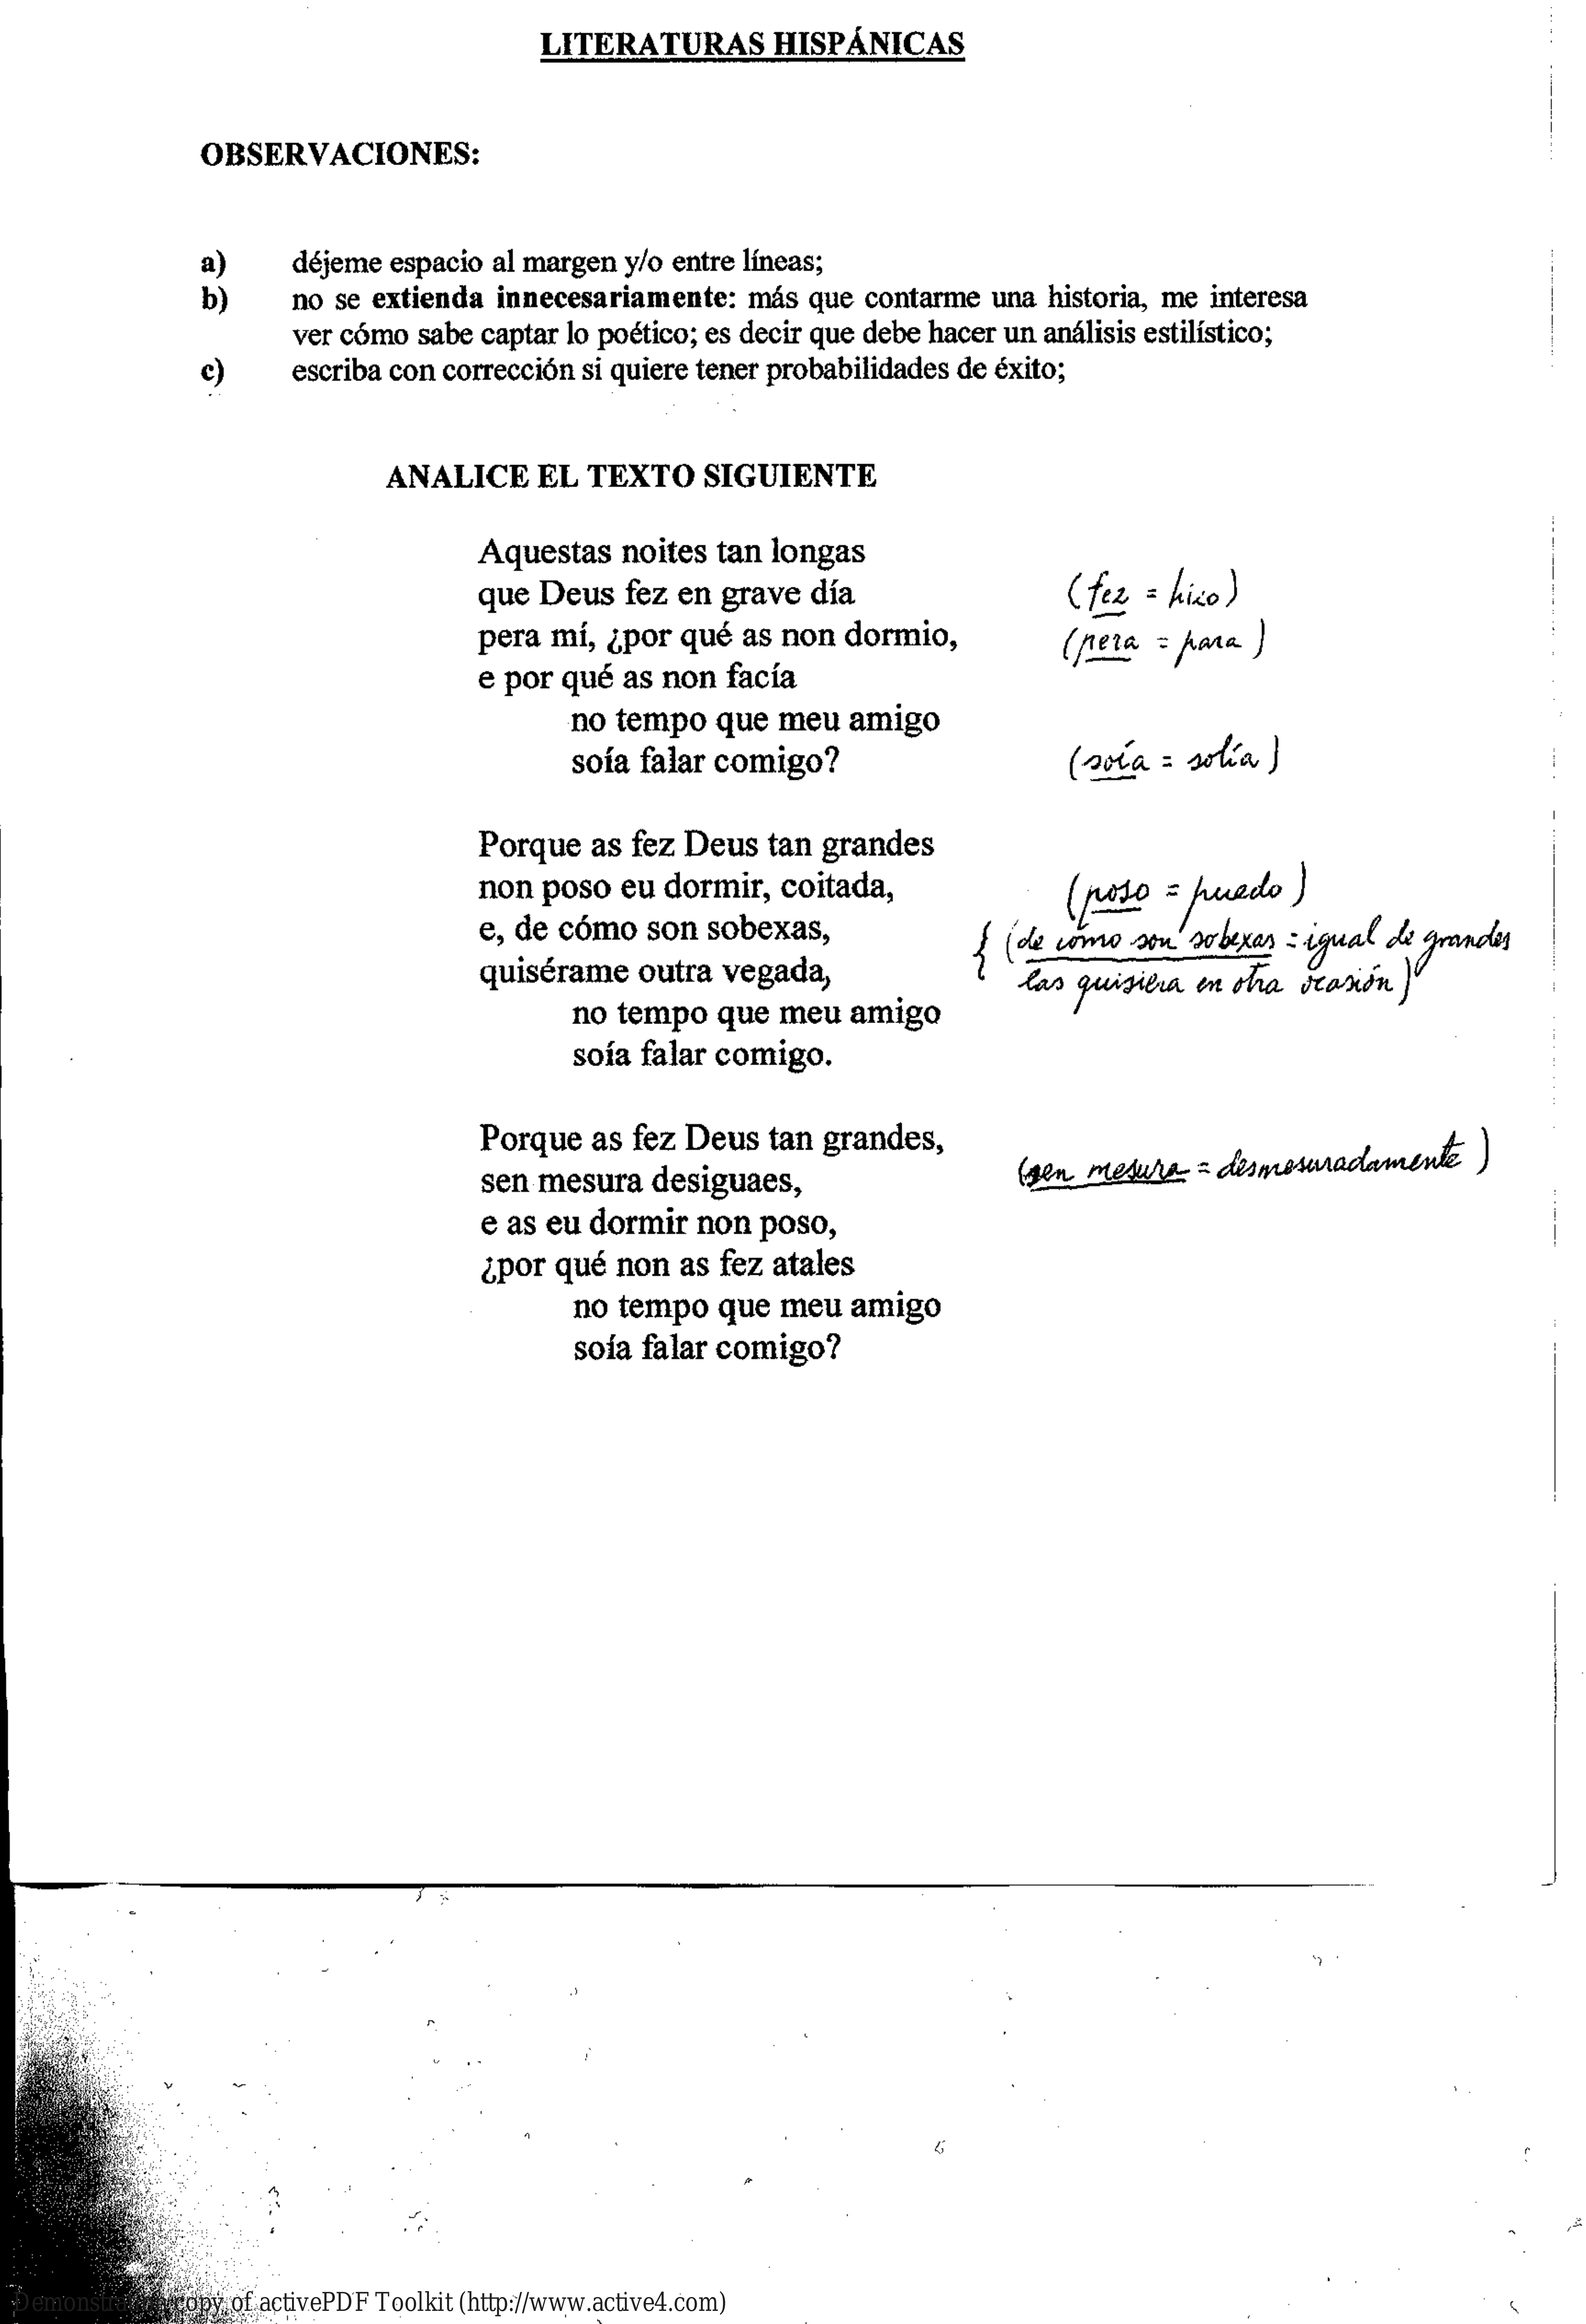 LITERATURAS HISPÁNICAS
OBSERVACIONES:
a) déjeme espacio al margen y/o entre líneas;
b) no se extienda innecesariamente: más que contarme una historia, me interesa
ver cómo sabe captar lo poético; es decir que debe hacer un análisis estilístico;
c) escriba con corrección si quiere tener probabilidades de éxito;
ANALICE EL TEXTO SIGUIENTE
Aquestas noites tan longas
que Deus fez en grave día (fez = hizo)
pera mí, ¿por qué as non dormio, (pera = para)
e por qué as non facía
no tempo que meu amigo
soía falar comigo? (soía = solía)
Porque as fez Deus tan grandes
non poso eu dormir, coitada, (poso = puedo)
e, de cómo son sobexas, { (de cómo son sobexas = igual de grandes
quisérame outra vegada, las quisiera en otra ocasión)
no tempo que meu amigo
soía falar comigo.
Porque as fez Deus tan grandes,
sen mesura desiguaes, (sen mesura = desmesuradamente)
e as eu dormir non poso,
¿por qué non as fez atales
no tempo que meu amigo
soía falar comigo?
copy of activePDF Toolkit (http://www.active4.com)